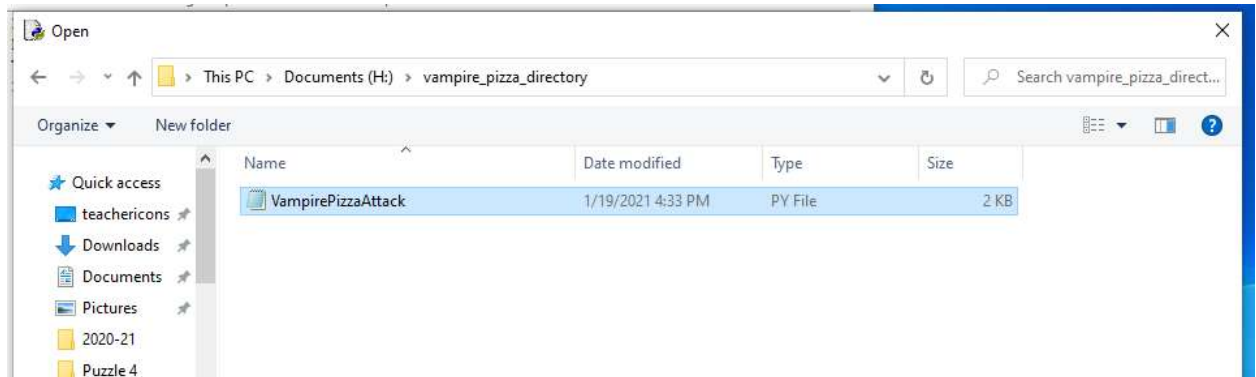 Open
This PC > Documents (H:) > vampire_pizza_directory
Search vampire_pizza_direct...
Organize
New folder
Name
Date modified
Type
Size
Quick access
teachericons
Downloads
Documents
Pictures
2020-21
Puzzle 4
VampirePizzaAttack
1/19/2021 4:33 PM
PY File
2 KB